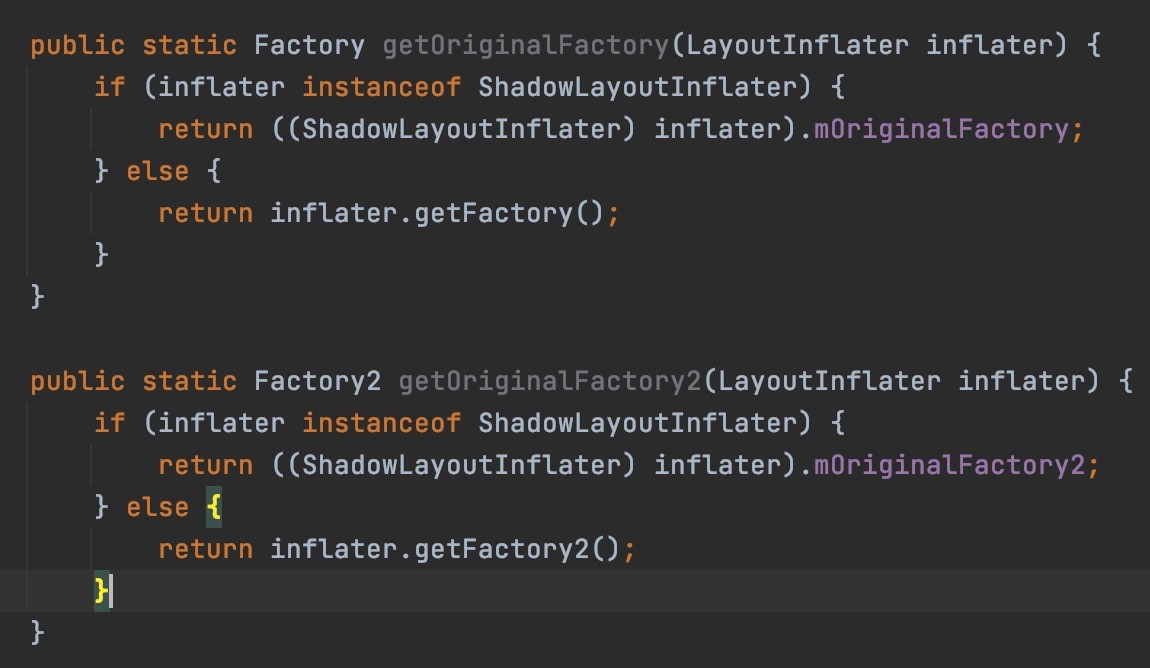 public static Factory getOriginalFactory(LayoutInflater inflater) {
    if (inflater instanceof ShadowLayoutInflater) {
        return ((ShadowLayoutInflater) inflater).mOriginalFactory;
    } else {
        return inflater.getFactory();
    }
}

public static Factory2 getOriginalFactory2(LayoutInflater inflater) {
    if (inflater instanceof ShadowLayoutInflater) {
        return ((ShadowLayoutInflater) inflater).mOriginalFactory2;
    } else {
        return inflater.getFactory2();
    }
}